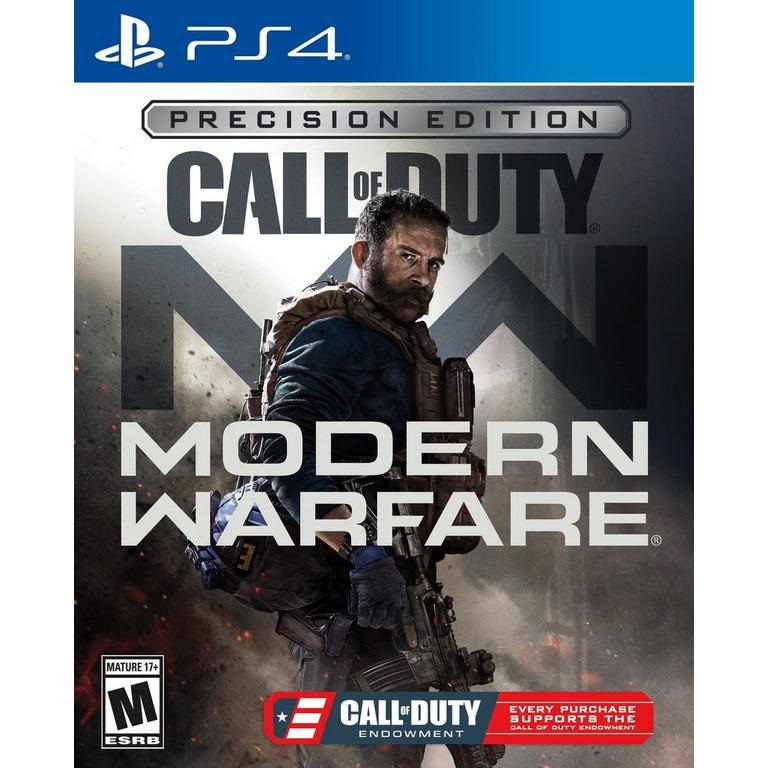 PS4
PRECISION EDITION
CALL OF DUTY®
MW
MODERN
WARFARE®
MATURE 17+
M
ESRB
CALL OF DUTY
ENDOWMENT
EVERY PURCHASE
SUPPORTS THE
CALL OF DUTY ENDOWMENT